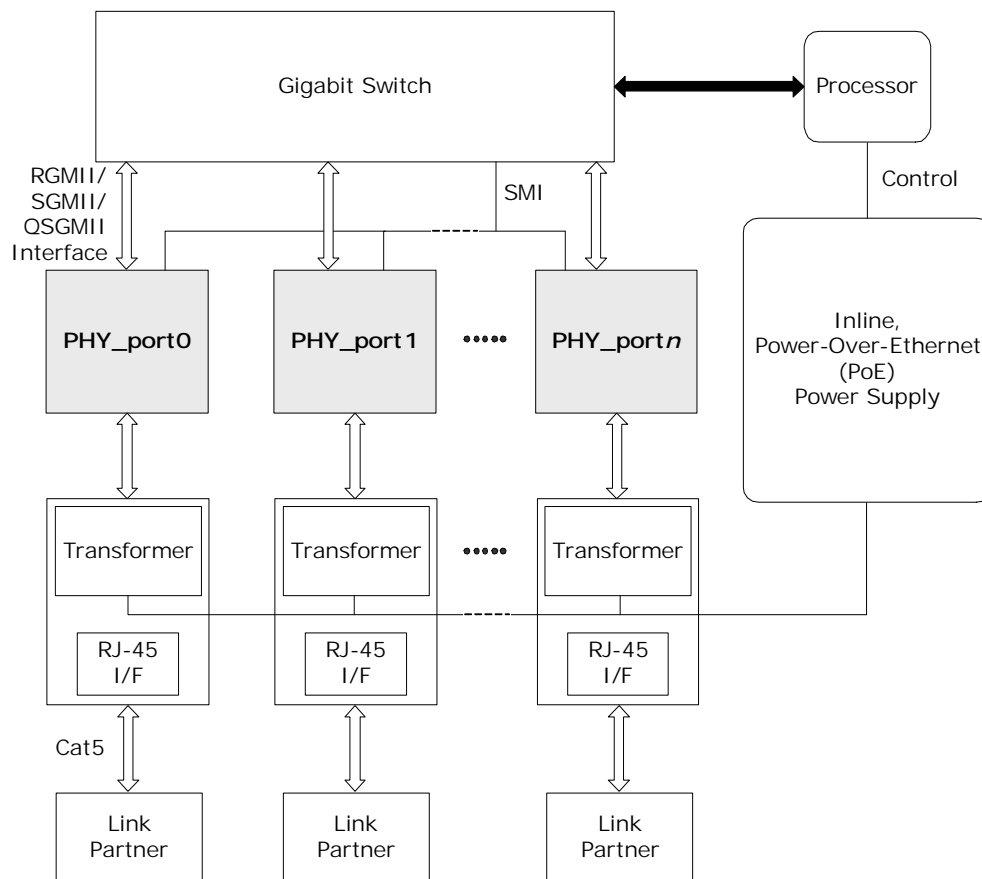 Gigabit Switch
Processor
RGMII/
SGMII/
QSGMII
Interface
SMI
Control
PHY_port0
PHY_port1
PHY_portn
Inline,
Power-Over-Ethernet
(PoE)
Power Supply
Transformer
Transformer
Transformer
RJ-45
I/F
RJ-45
I/F
RJ-45
I/F
Cat5
Link
Partner
Link
Partner
Link
Partner